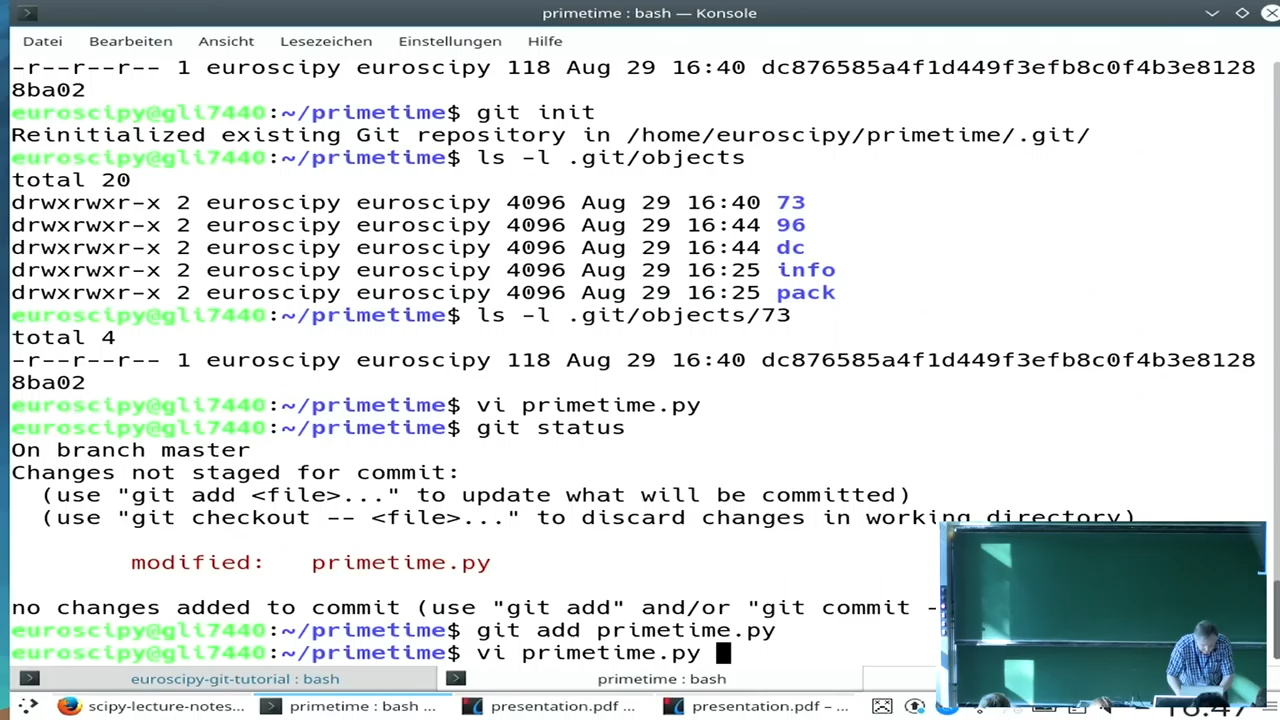 primetime : bash — Konsole
Datei Bearbeiten Ansicht Lesezeichen Einstellungen Hilfe
-r--r--r-- 1 euroscipy euroscipy 118 Aug 29 16:40 dc876585a4f1d449f3efb8c0f4b3e8128
8ba02
euroscipy@gli7440:~/primetime$ git init
Reinitialized existing Git repository in /home/euroscipy/primetime/.git/
euroscipy@gli7440:~/primetime$ ls -l .git/objects
total 20
drwxrwxr-x 2 euroscipy euroscipy 4096 Aug 29 16:40 73
drwxrwxr-x 2 euroscipy euroscipy 4096 Aug 29 16:44 96
drwxrwxr-x 2 euroscipy euroscipy 4096 Aug 29 16:44 dc
drwxrwxr-x 2 euroscipy euroscipy 4096 Aug 29 16:25 info
drwxrwxr-x 2 euroscipy euroscipy 4096 Aug 29 16:25 pack
euroscipy@gli7440:~/primetime$ ls -l .git/objects/73
total 4
-r--r--r-- 1 euroscipy euroscipy 118 Aug 29 16:40 dc876585a4f1d449f3efb8c0f4b3e8128
8ba02
euroscipy@gli7440:~/primetime$ vi primetime.py
euroscipy@gli7440:~/primetime$ git status
On branch master
Changes not staged for commit:
(use "git add <file>..." to update what will be committed)
(use "git checkout -- <file>..." to discard changes in working directory)
modified: primetime.py
no changes added to commit (use "git add" and/or "git commit -
euroscipy@gli7440:~/primetime$ git add primetime.py
euroscipy@gli7440:~/primetime$ vi primetime.py
euroscipy-git-tutorial : bash primetime : bash
scipy-lecture-notes... primetime : bash ... presentation.pdf ... presentation.pdf – ...